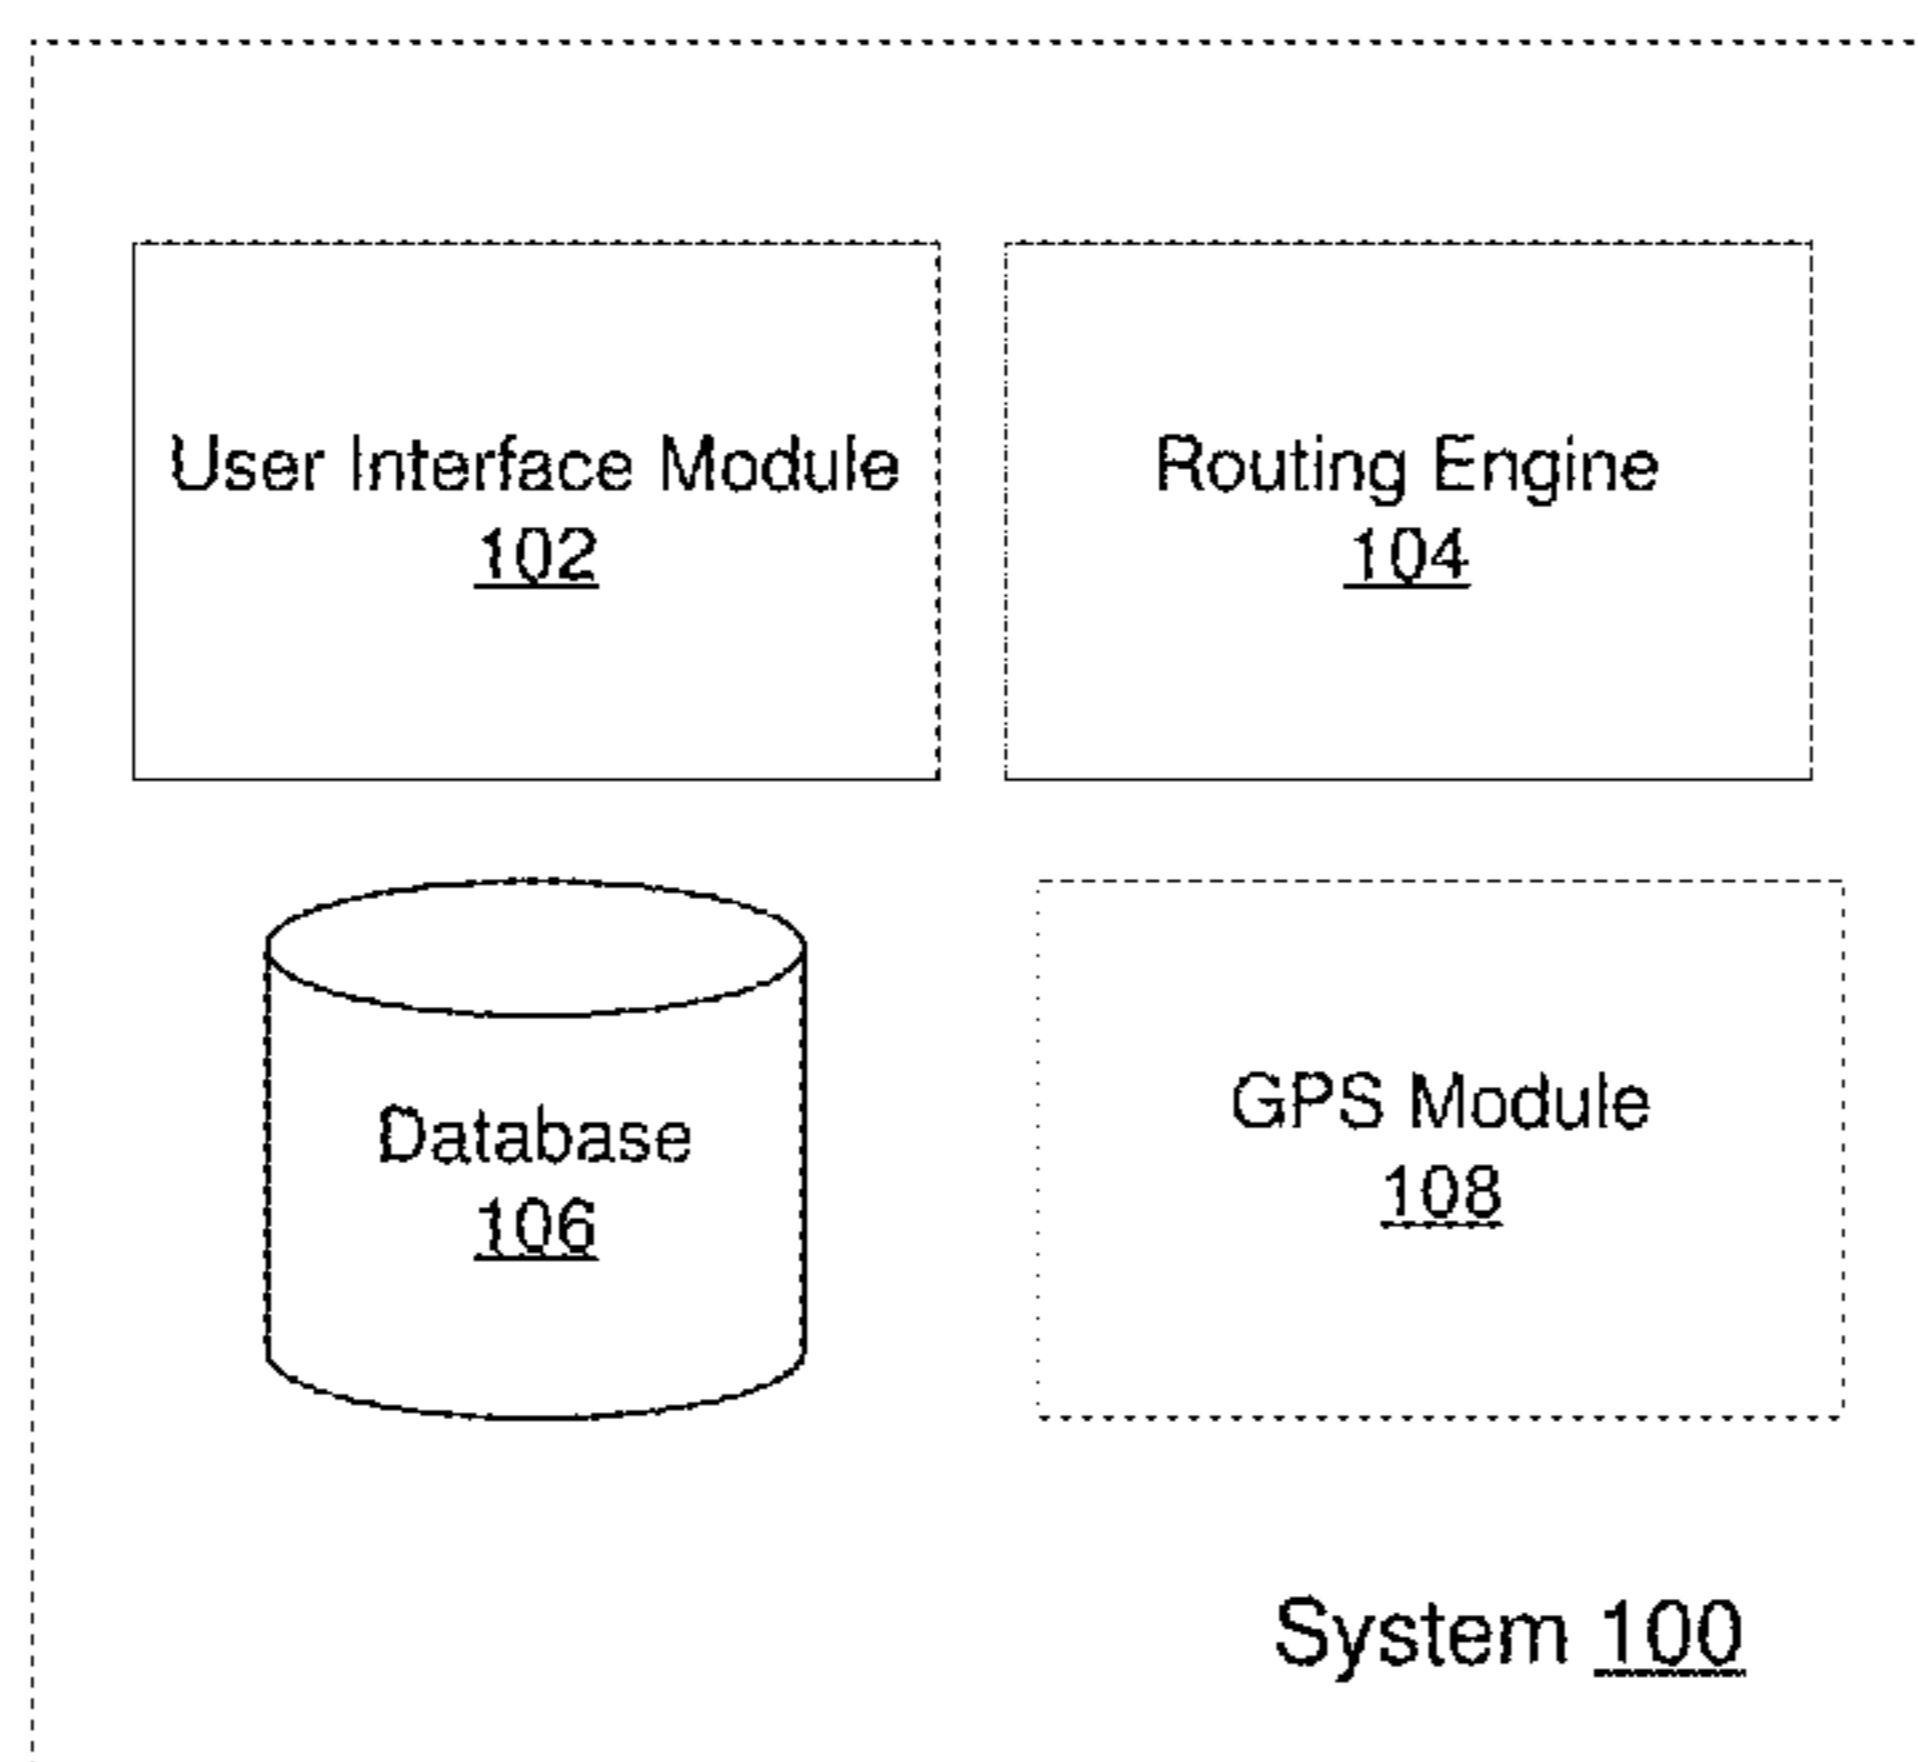 User Interface Module
102
Routing Engine
104
Database
106
GPS Module
108
System 100